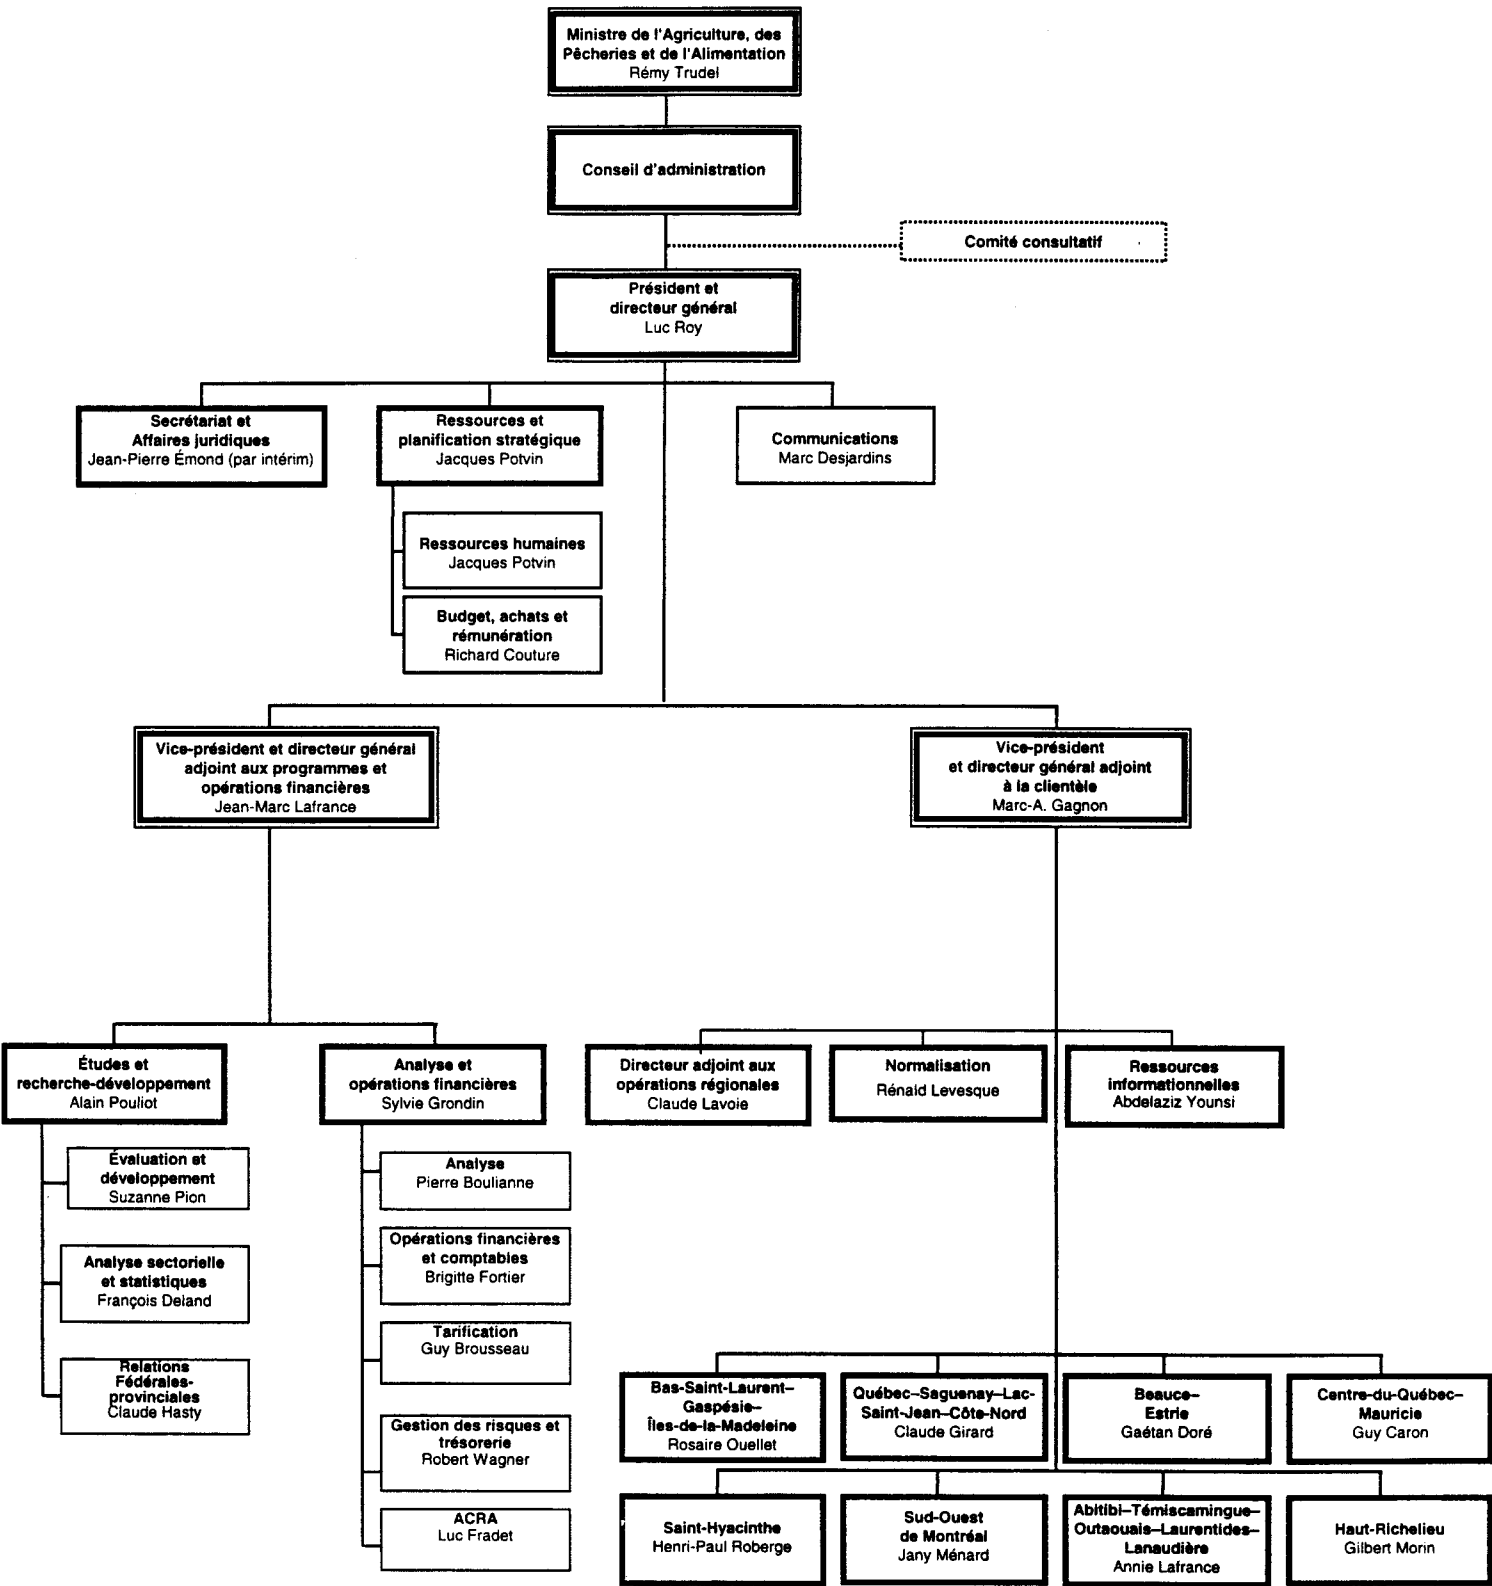 Ministre de l'Agriculture, des
Pêcheries et de l'Alimentation
Rémy Trudel
Conseil d'administration
Comité consultatif
Président et
directeur général
Luc Roy
Secrétariat et
Affaires juridiques
Jean-Pierre Émond (par intérim)
Ressources et
planification stratégique
Jacques Potvin
Communications
Marc Desjardins
Ressources humaines
Jacques Potvin
Budget, achats et
rémunération
Richard Couture
Vice-président et directeur général
adjoint aux programmes et
opérations financières
Jean-Marc Lafrance
Vice-président
et directeur général adjoint
à la clientèle
Marc-A. Gagnon
Études et
recherche-développement
Alain Pouliot
Analyse et
opérations financières
Sylvie Grondin
Directeur adjoint aux
opérations régionales
Claude Lavoie
Normalisation
Rénald Levesque
Ressources
informationnelles
Abdelaziz Younsi
Évaluation et
développement
Suzanne Pion
Analyse sectorielle
et statistiques
François Deland
Relations
Fédérales-
provinciales
Claude Hasty
Analyse
Pierre Boulianne
Opérations financières
et comptables
Brigitte Fortier
Tarification
Guy Brousseau
Gestion des risques et
trésorerie
Robert Wagner
ACRA
Luc Fradet
Bas-Saint-Laurent–
Gaspésie–
Îles-de-la-Madeleine
Rosaire Ouellet
Québec–Saguenay–Lac-
Saint-Jean–Côte-Nord
Claude Girard
Beauce–
Estrie
Gaétan Doré
Centre-du-Québec–
Mauricie
Guy Caron
Saint-Hyacinthe
Henri-Paul Roberge
Sud-Ouest
de Montréal
Jany Ménard
Abitibi–Témiscamingue–
Outaouais–Laurentides–
Lanaudière
Annie Lafrance
Haut-Richelieu
Gilbert Morin